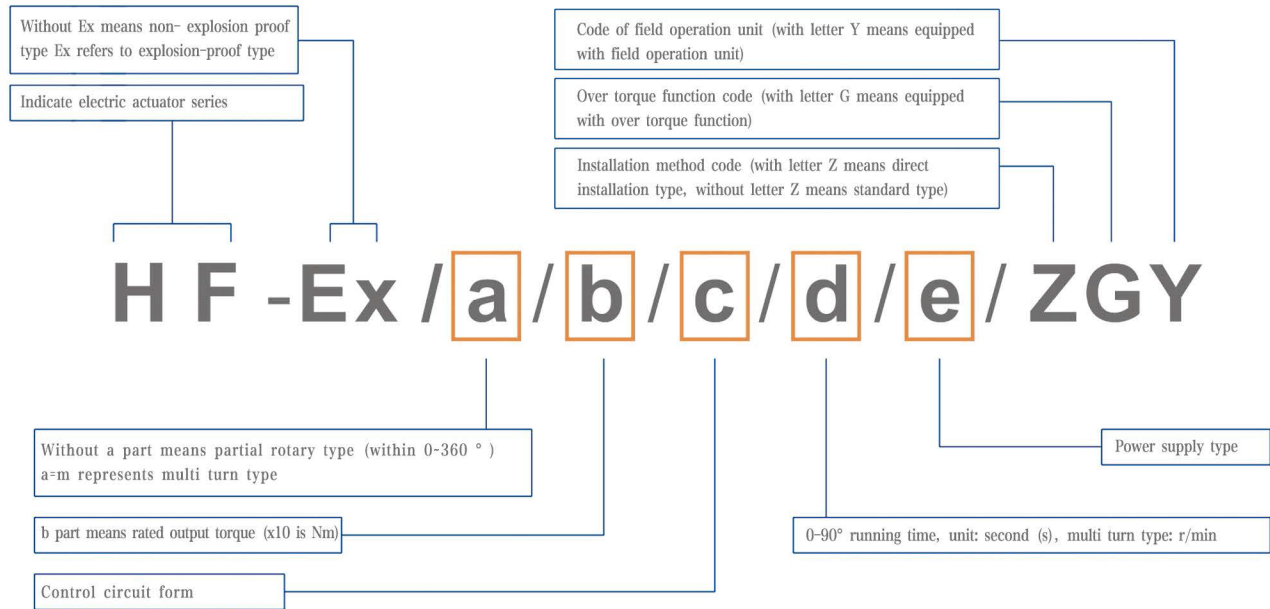 Without Ex means non- explosion proof
type Ex refers to explosion-proof type
Indicate electric actuator series
Code of field operation unit (with letter Y means equipped
with field operation unit)
Over torque function code (with letter G means equipped
with over torque function)
Installation method code (with letter Z means direct
installation type, without letter Z means standard type)
HF-Ex/a/b/c/d/e/ZGY
Without a part means partial rotary type (within 0-360 ° )
a=m represents multi turn type
b part means rated output torque (x10 is Nm)
Control circuit form
Power supply type
0-90° running time, unit: second (s), multi turn type: r/min